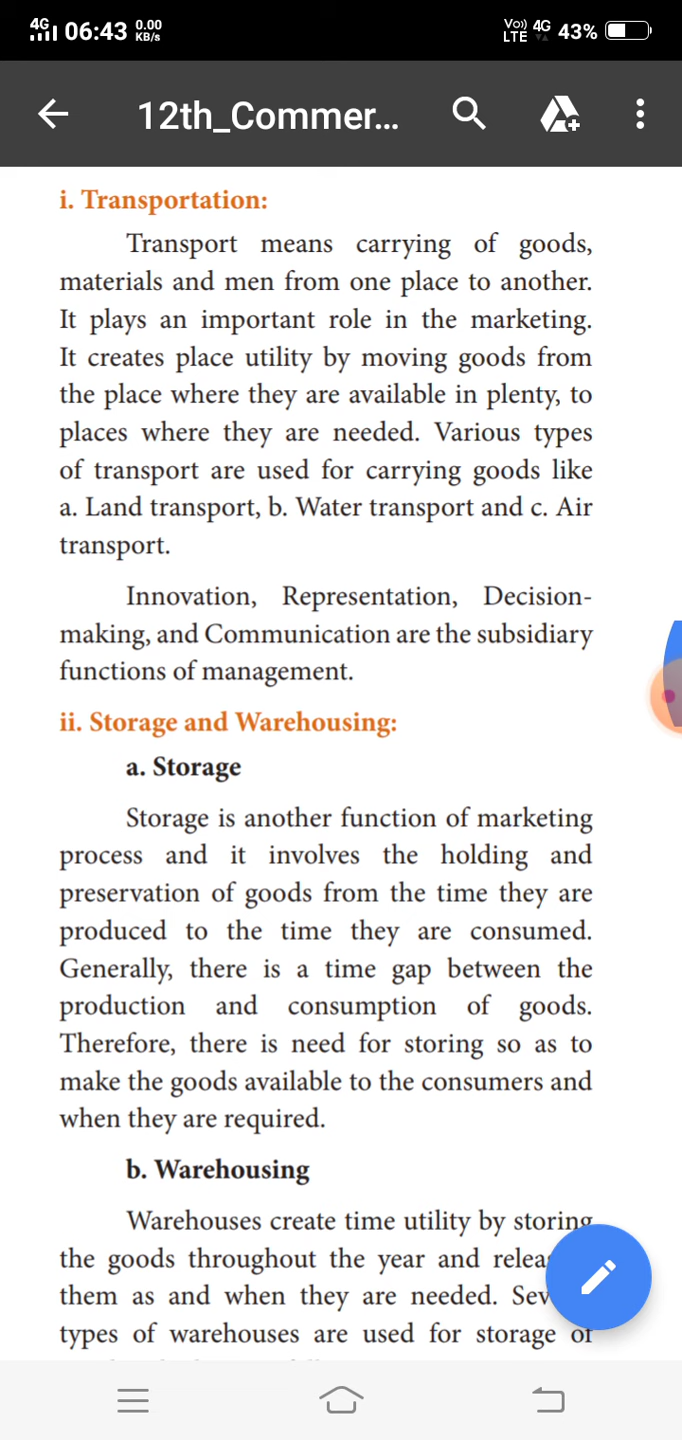 4G 06:43 0.00 KB/s Vo)) LTE 4G 43%
12th_Commer...
i. Transportation:
Transport means carrying of goods,
materials and men from one place to another.
It plays an important role in the marketing.
It creates place utility by moving goods from
the place where they are available in plenty, to
places where they are needed. Various types
of transport are used for carrying goods like
a. Land transport, b. Water transport and c. Air
transport.
Innovation, Representation, Decision-
making, and Communication are the subsidiary
functions of management.
ii. Storage and Warehousing:
a. Storage
Storage is another function of marketing
process and it involves the holding and
preservation of goods from the time they are
produced to the time they are consumed.
Generally, there is a time gap between the
production and consumption of goods.
Therefore, there is need for storing so as to
make the goods available to the consumers and
when they are required.
b. Warehousing
Warehouses create time utility by storing
the goods throughout the year and
them as and when they are needed.
types of warehouses are used for storage of